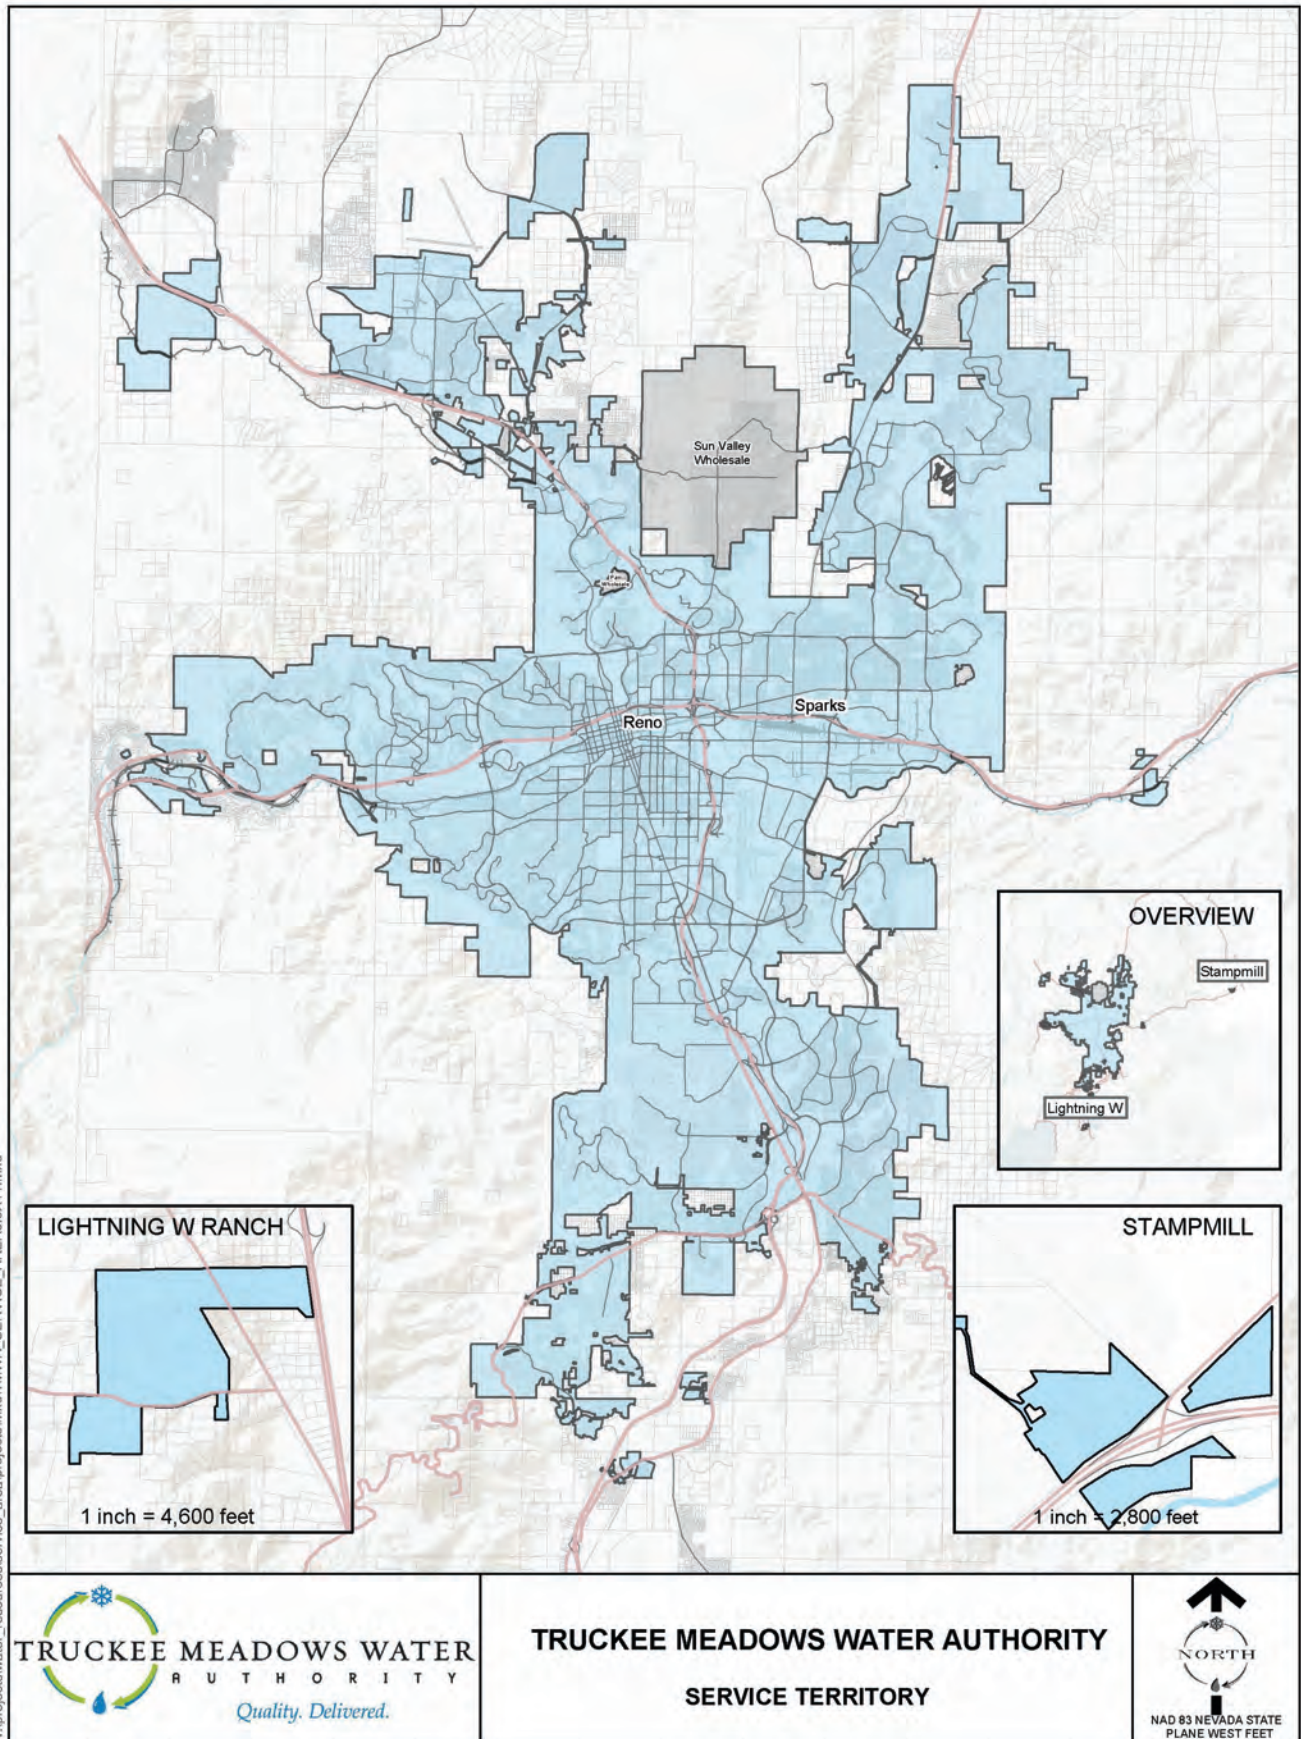 Sun Valley
Wholesale
Wholesale
Reno
Sparks
OVERVIEW
Stampmill
Lightning W
LIGHTNING W RANCH
1 inch = 4,600 feet
STAMPMILL
1 inch = 2,800 feet
TRUCKEE MEADOWS WATER
AUTHORITY
Quality. Delivered.
TRUCKEE MEADOWS WATER AUTHORITY
SERVICE TERRITORY
NORTH
NAD 83 NEVADA STATE
PLANE WEST FEET